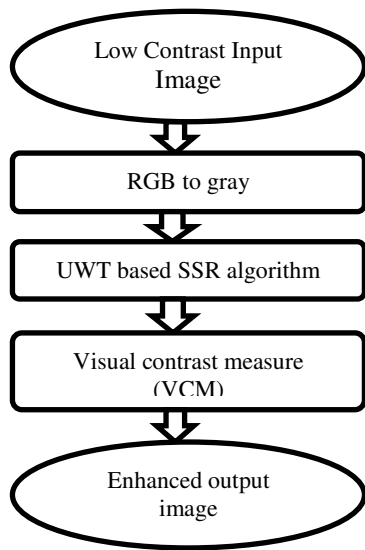 Low Contrast Input
Image
RGB to gray
UWT based SSR algorithm
Visual contrast measure
(VCM)
Enhanced output
image